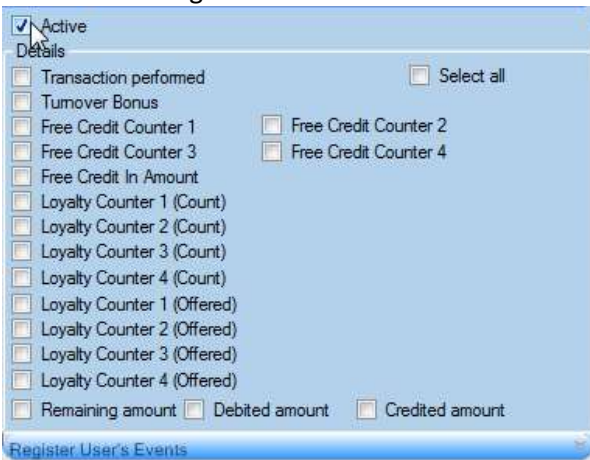 Active
Details
Transaction performed Select all
Turnover Bonus
Free Credit Counter 1 Free Credit Counter 2
Free Credit Counter 3 Free Credit Counter 4
Free Credit In Amount
Loyalty Counter 1 (Count)
Loyalty Counter 2 (Count)
Loyalty Counter 3 (Count)
Loyalty Counter 4 (Count)
Loyalty Counter 1 (Offered)
Loyalty Counter 2 (Offered)
Loyalty Counter 3 (Offered)
Loyalty Counter 4 (Offered)
Remaining amount Debited amount Credited amount
Register User's Events